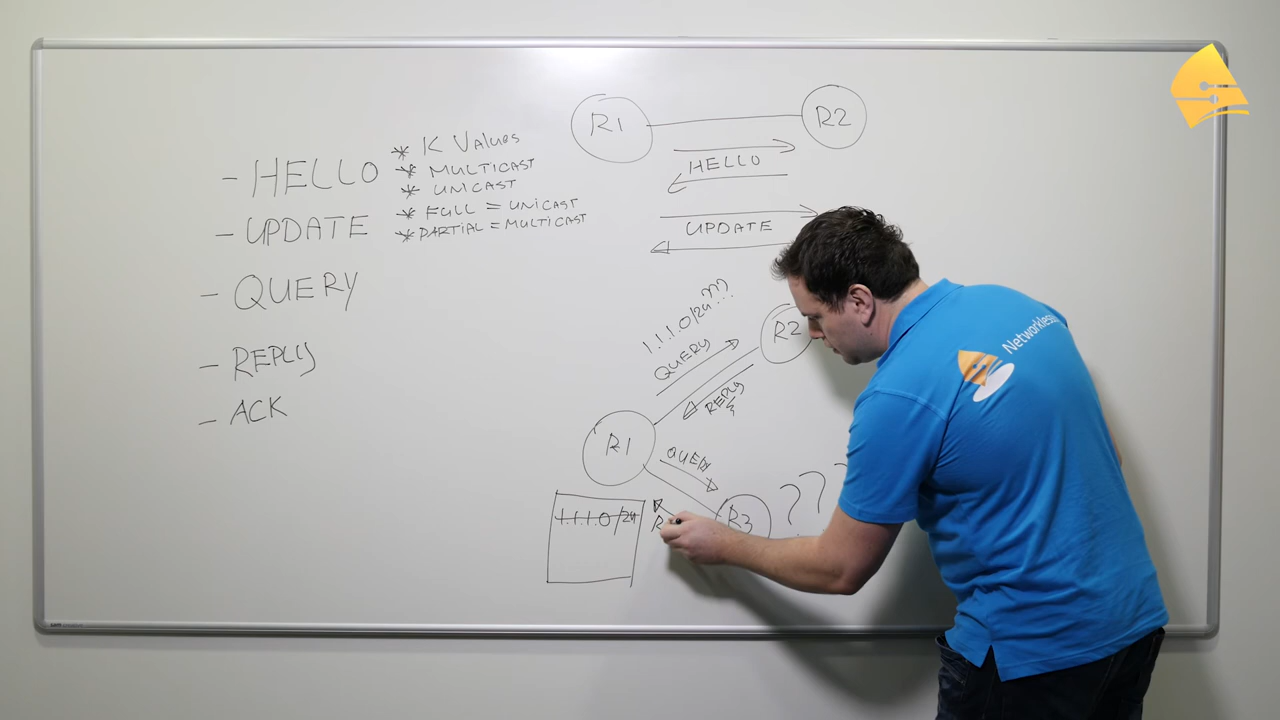 - HELLO
* K VALUES
* MULTICAST
* UNICAST
- UPDATE
* FULL = UNICAST
* PARTIAL = MULTICAST
- QUERY
- REPLY
- ACK
R1
R2
HELLO
UPDATE
1.1.1.0/24???
QUERY
R2
REPLY
R1
QUERY
R3
1.1.1.0/24
R